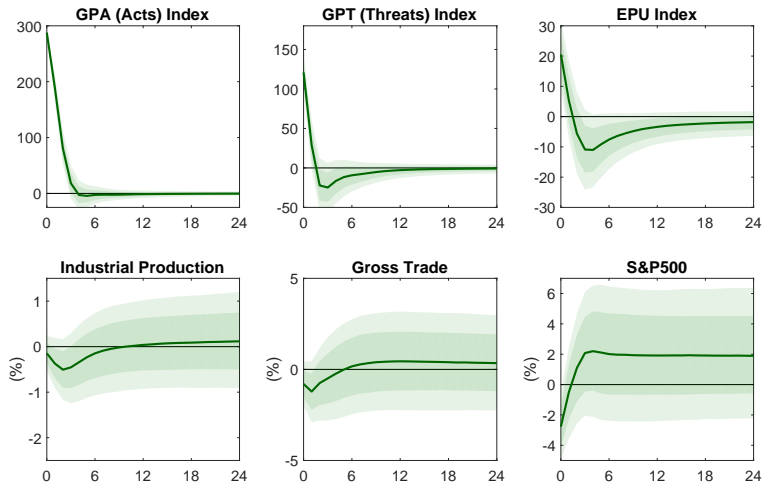 GPA (Acts) Index
300
200
100
0
0 6 12 18 24
GPT (Threats) Index
150
100
50
0
-50
0 6 12 18 24
EPU Index
30
20
10
0
-10
-20
-30
0 6 12 18 24
Industrial Production
(%)
1
0
-1
-2
0 6 12 18 24
Gross Trade
(%)
5
0
-5
0 6 12 18 24
S&P500
(%)
6
4
2
0
-2
-4
0 6 12 18 24